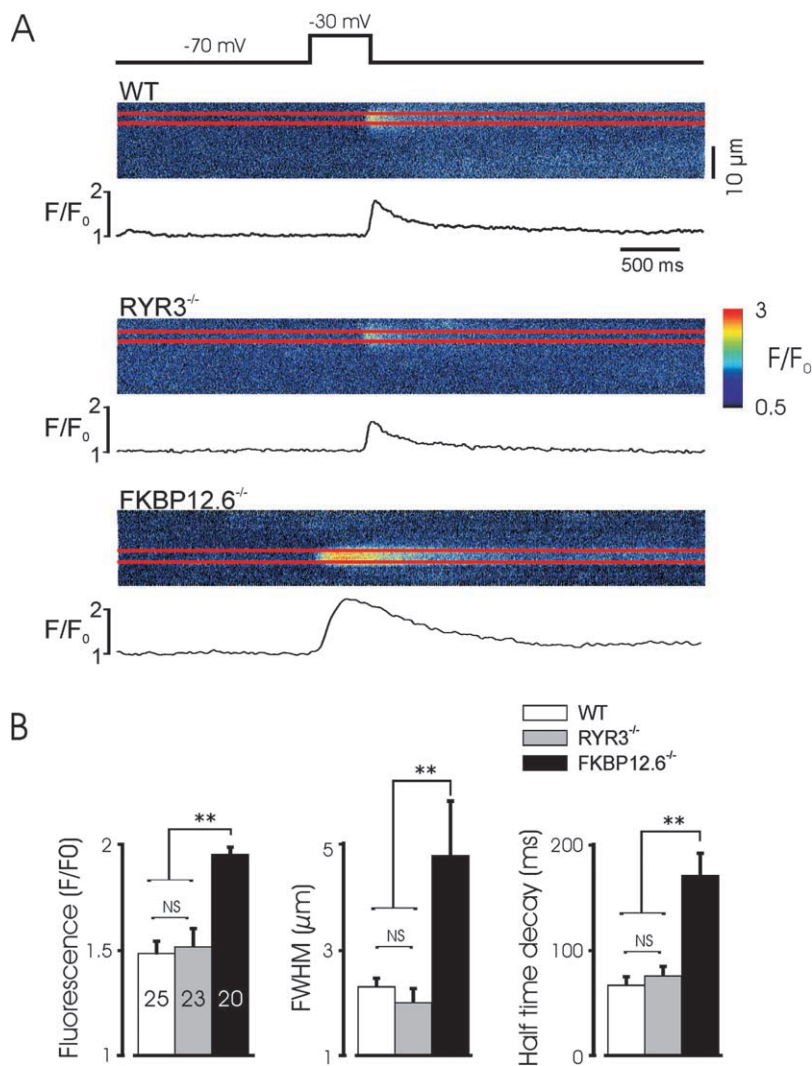 A
-70 mV
-30 mV
WT
10 µm
F/F₀
2
1
500 ms
RYR3⁻/⁻
F/F₀
2
1
3
F/F₀
0.5
FKBP12.6⁻/⁻
F/F₀
2
1
B
WT
RYR3⁻/⁻
FKBP12.6⁻/⁻
Fluorescence (F/F0)
2
1.5
1
**
NS
25
23
20
FWHM (µm)
5
3
1
**
NS
Half time decay (ms)
200
100
0
**
NS